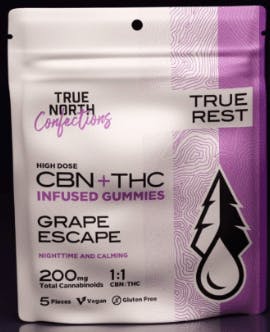 TRUE
NORTH
Confections
TRUE
REST
HIGH DOSE
CBN+THC
INFUSED GUMMIES
GRAPE
ESCAPE
NIGHTTIME AND CALMING
200mg 1:1
Total Cannabinoids CBN:THC
5 Pieces Vegan Gluten Free